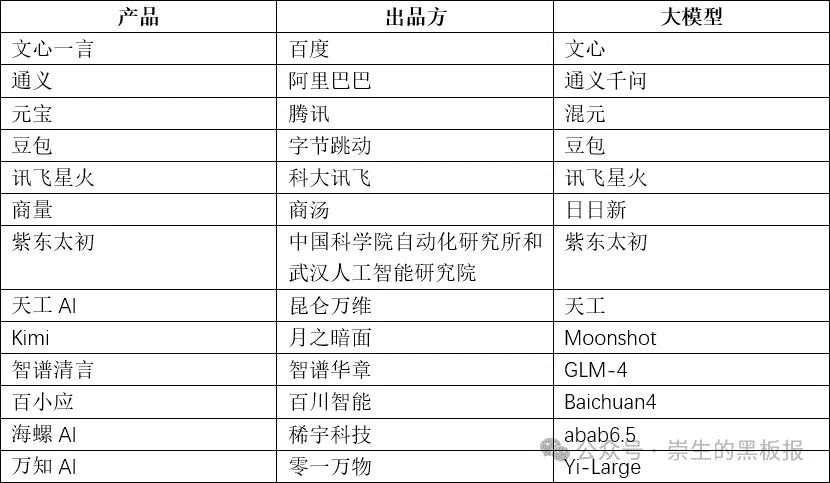 产品 出品方 大模型
文心一言 百度 文心
通义 阿里巴巴 通义千问
元宝 腾讯 混元
豆包 字节跳动 豆包
讯飞星火 科大讯飞 讯飞星火
商量 商汤 日日新
紫东太初 中国科学院自动化研究所和 紫东太初
武汉人工智能研究院
天工 AI 昆仑万维 天工
Kimi 月之暗面 Moonshot
智谱清言 智谱华章 GLM-4
百小应 百川智能 Baichuan4
海螺 AI 稀宇科技 abab6.5
公众号 · 崇生的黑板报
万知 AI 零一万物 Yi-Large